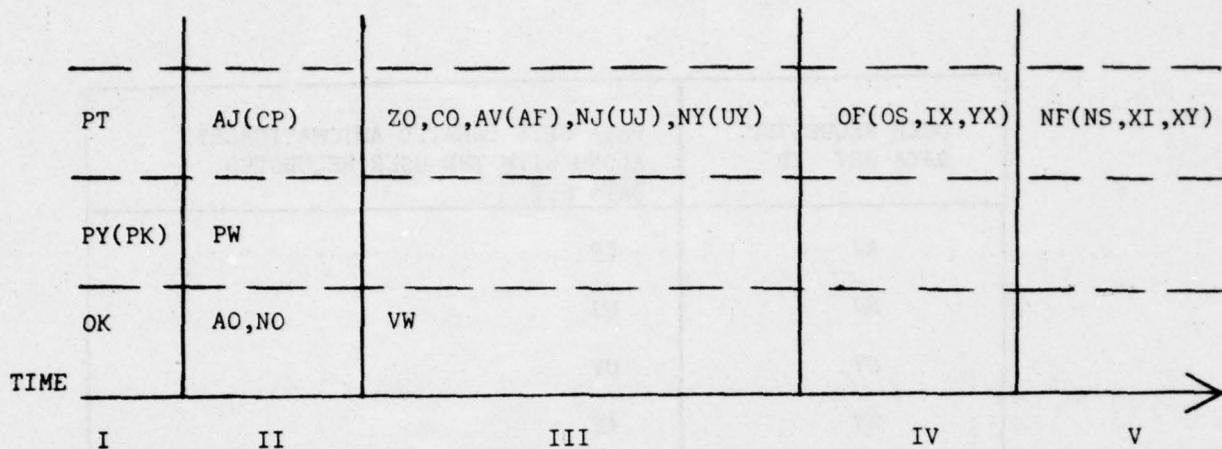 PT AJ(CP) ZO,CO,AV(AF),NJ(UJ),NY(UY) OF(OS,IX,YX) NF(NS,XI,XY)
PY(PK) PW
OK AO,NO VW
TIME
I II III IV V